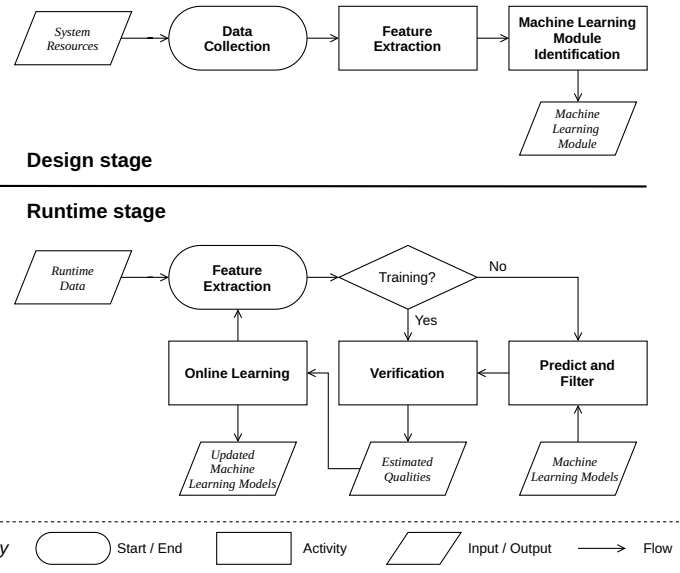 System
Resources
Data
Collection
Feature
Extraction
Machine Learning
Module
Identification
Machine
Learning
Module
Design stage
Runtime stage
Runtime
Data
Feature
Extraction
Training?
No
Yes
Online Learning
Verification
Predict and
Filter
Updated
Machine
Learning Models
Estimated
Qualities
Machine
Learning Models
y
Start / End
Activity
Input / Output
Flow